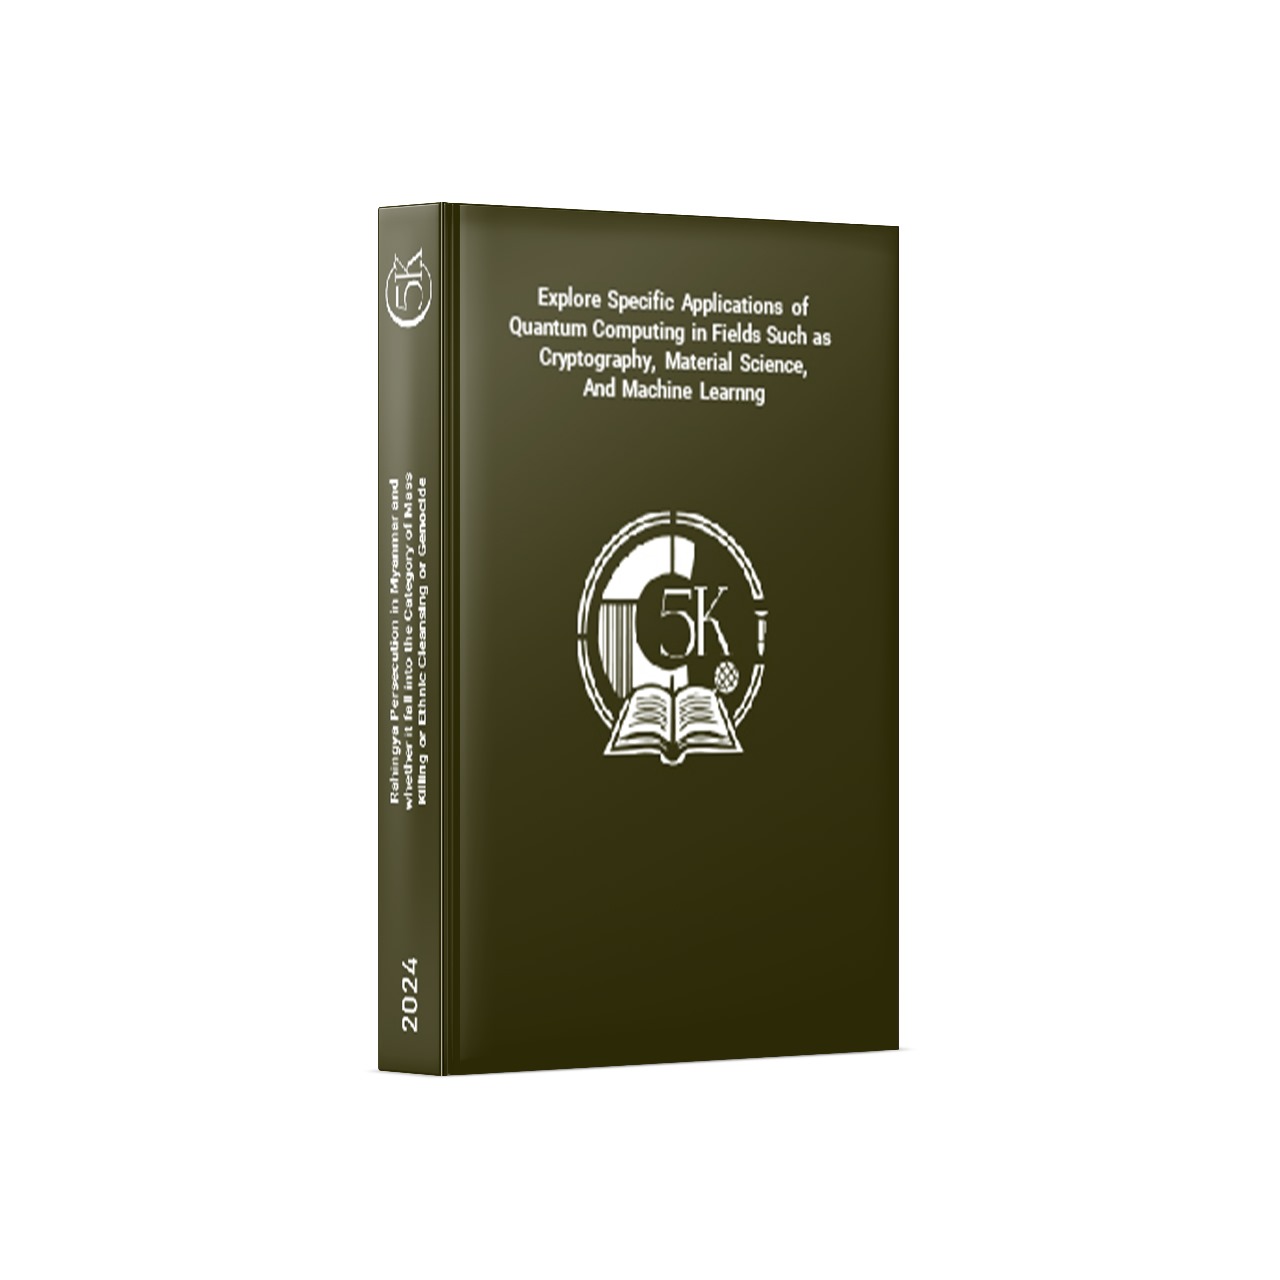 Explore Specific Applications of
Quantum Computing in Fields Such as
Cryptography, Material Science,
And Machine Learnng
5K
5K
Rahingya Persecution in Myanmar and
whether it fall into the Category of Mass
Killing or Ethnic Cleansing or Genocide
2024